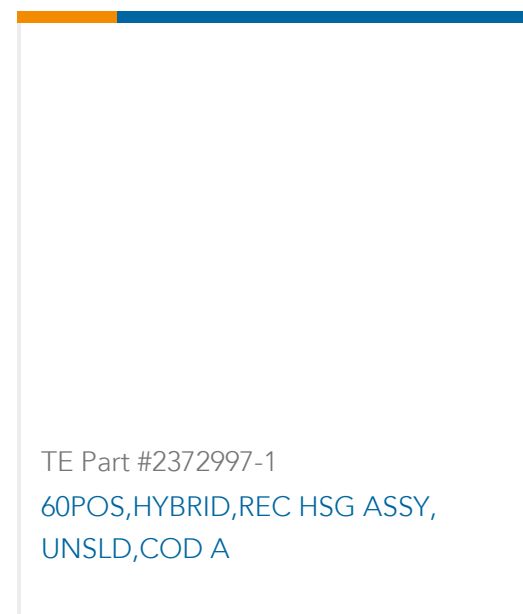 TE Part #2372997-1
60POS,HYBRID,REC HSG ASSY,
UNSLD,COD A